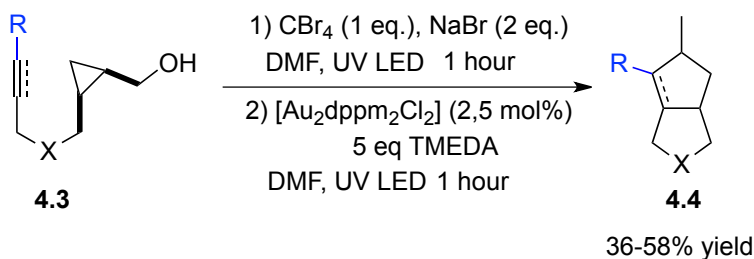 R
OH
X
4.3
1) CBr4 (1 eq.), NaBr (2 eq.)
DMF, UV LED 1 hour
2) [Au2dppm2Cl2] (2,5 mol%)
5 eq TMEDA
DMF, UV LED 1 hour
R
X
4.4
36-58% yield